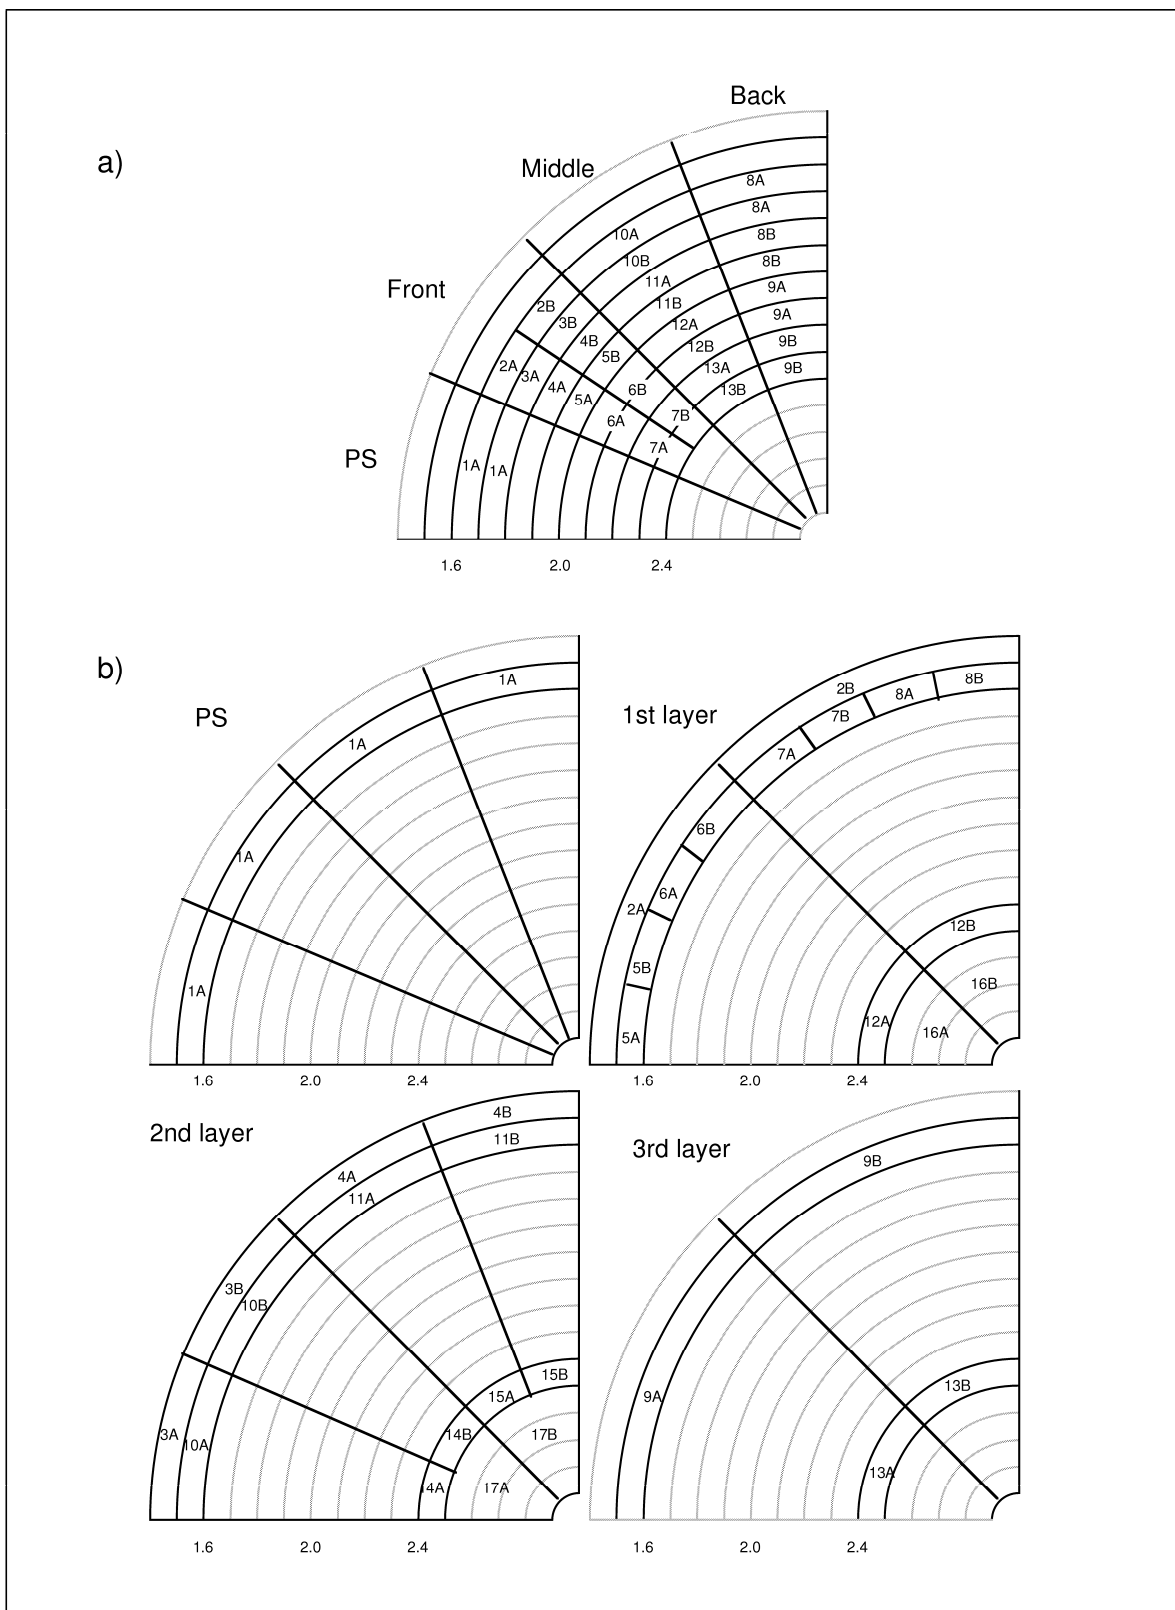 Back
a)
Middle
8A
8A
10A
8B
10B
8B
11A
Front
9A
11B
2B
9A
12A
3B
9B
4B
12B
5B
2A
13A
9B
3A
4A
6B
13B
5A
7B
6A
7A
PS
1A
1A
1.6 2.0 2.4
b)
PS
1A
1A
1A
1A
1.6 2.0 2.4
1st layer
8B
2B
8A
7B
7A
6B
6A
2A
12B
5B
16B
12A
16A
5A
1.6 2.0 2.4
2nd layer
4B
11B
4A
11A
3B
10B
15B
15A
3A
14B
17B
10A
14A
17A
1.6 2.0 2.4
3rd layer
9B
13B
9A
13A
1.6 2.0 2.4